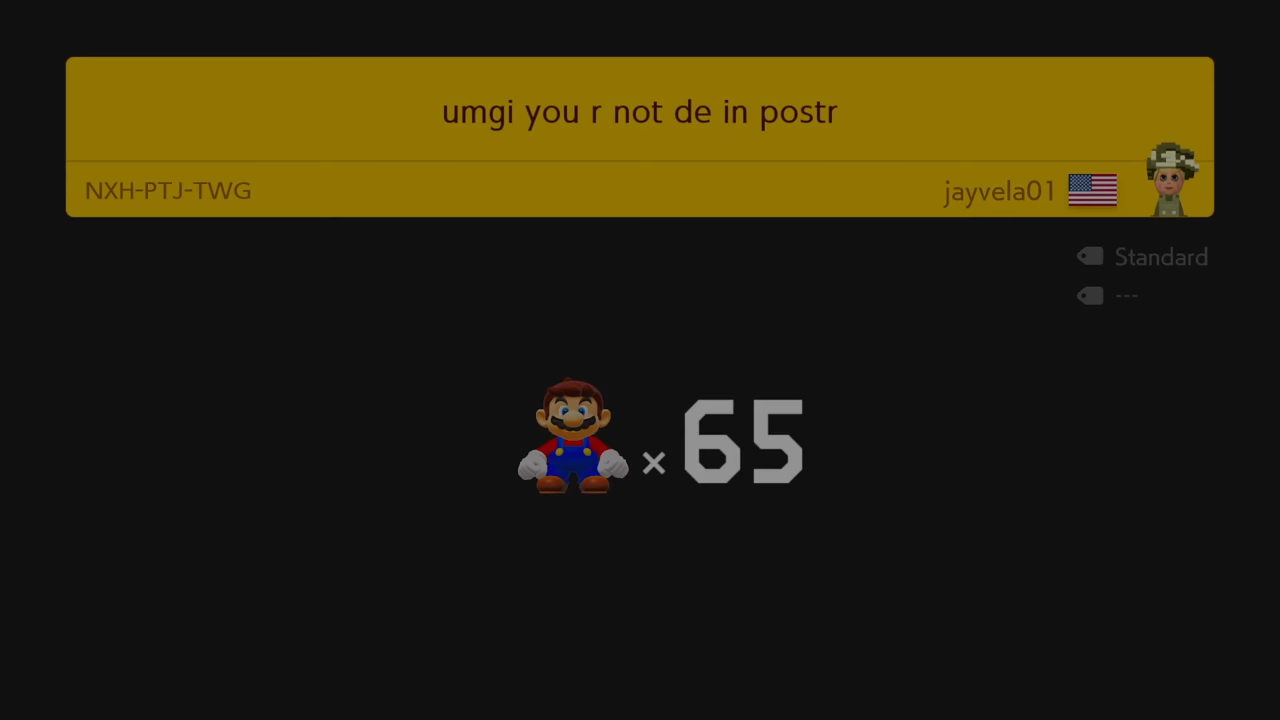 umgi you r not de in postr
NXH-PTJ-TWG
jayvela01
Standard
---
× 65